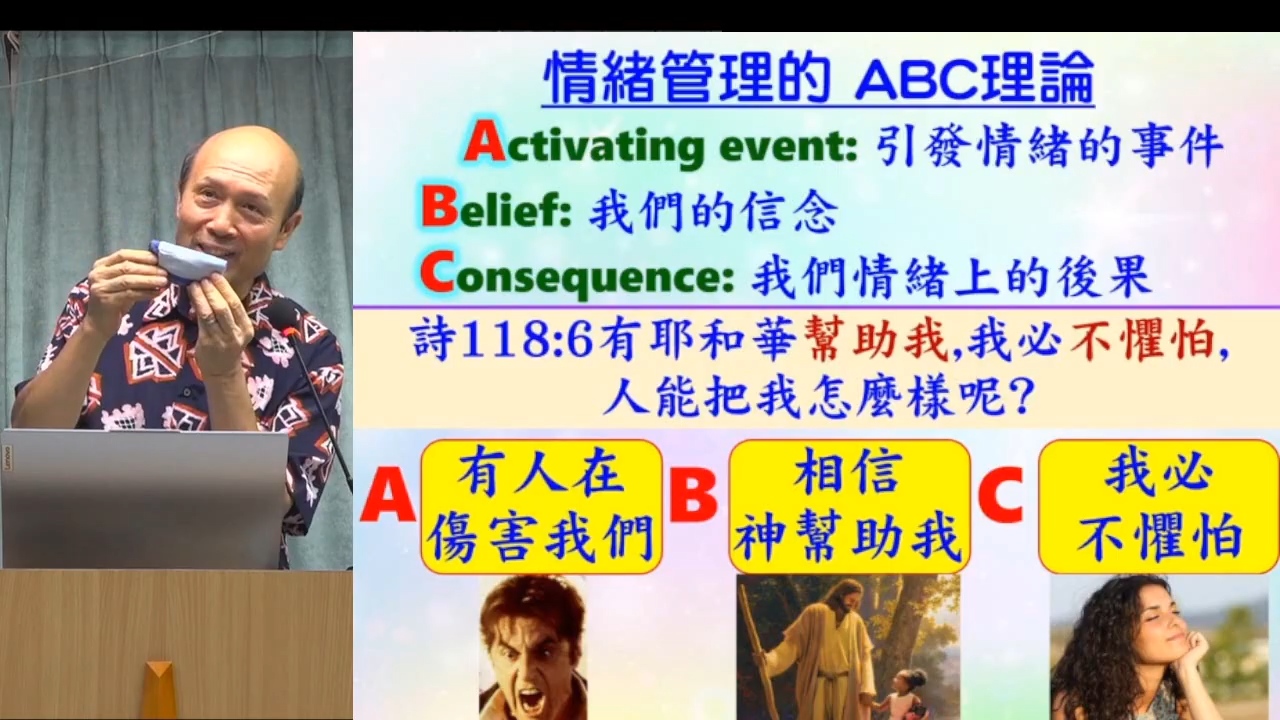 情緒管理的 ABC理論
Activating event: 引發情緒的事件
Belief: 我們的信念
Consequence: 我們情緒上的後果
詩118:6有耶和華幫助我,我必不懼怕,
人能把我怎麼樣呢?
A 有人在
傷害我們
B 相信
神幫助我
C 我必
不懼怕
Lenovo